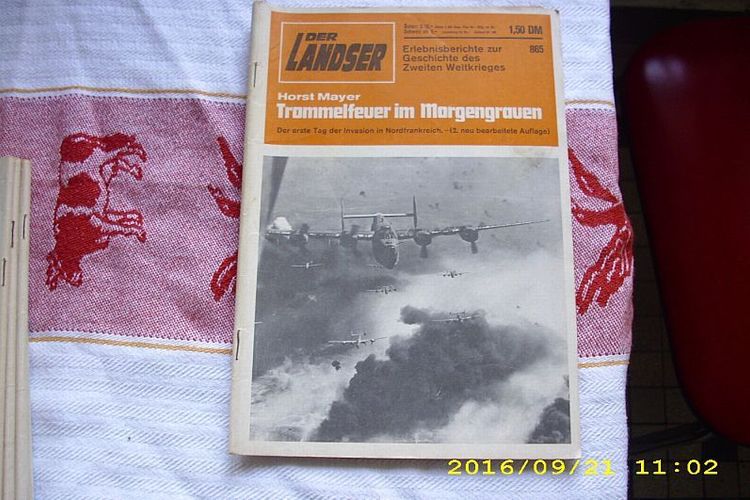 DER
LANDSER
1,50 DM
Erlebnisberichte zur
Geschichte des
Zweiten Weltkrieges
865
Horst Mayer
Trommelfeuer im Morgengrauen
Der erste Tag der Invasion in Nordfrankreich. – (2. neu bearbeitete Auflage)
2016/09/21 11:02